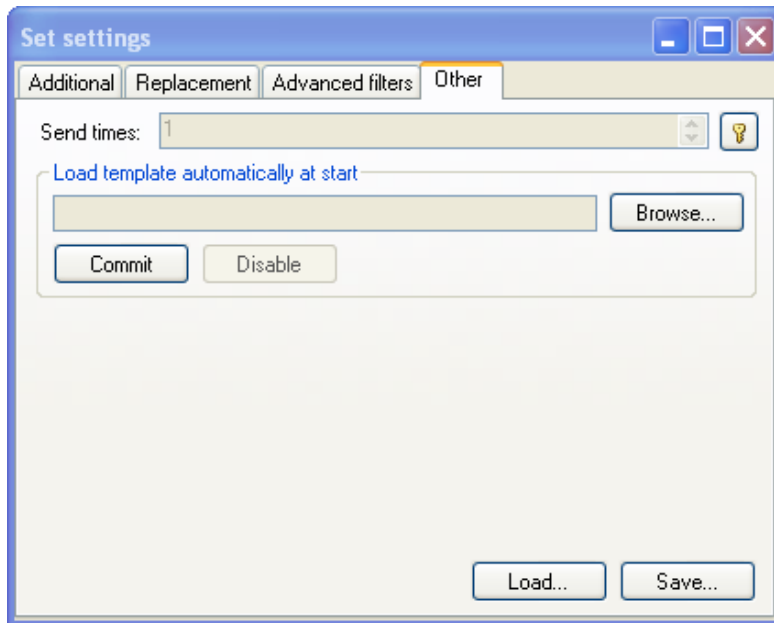 Set settings
Additional Replacement Advanced filters Other
Send times: 1
Load template automatically at start
Browse...
Commit Disable
Load... Save...